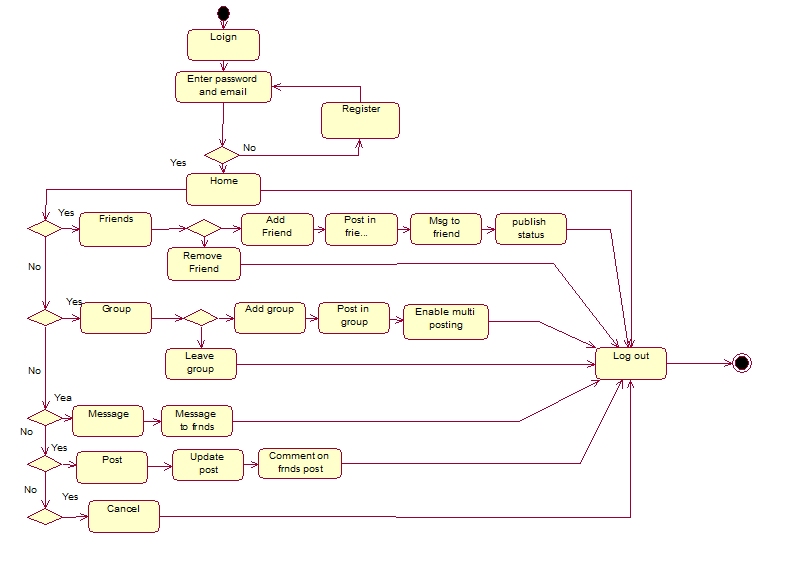 Loign
Enter password
and email
Register
No
Yes
Home
Yes
Friends
Add
Friend
Post in
frie...
Msg to
friend
publish
status
Remove
Friend
No
Yes
Group
Add group
Post in
group
Enable multi
posting
Leave
group
Log out
No
Yea
Message
Message
to frnds
No
Yes
Post
Update
post
Comment on
frnds post
No
Yes
Cancel